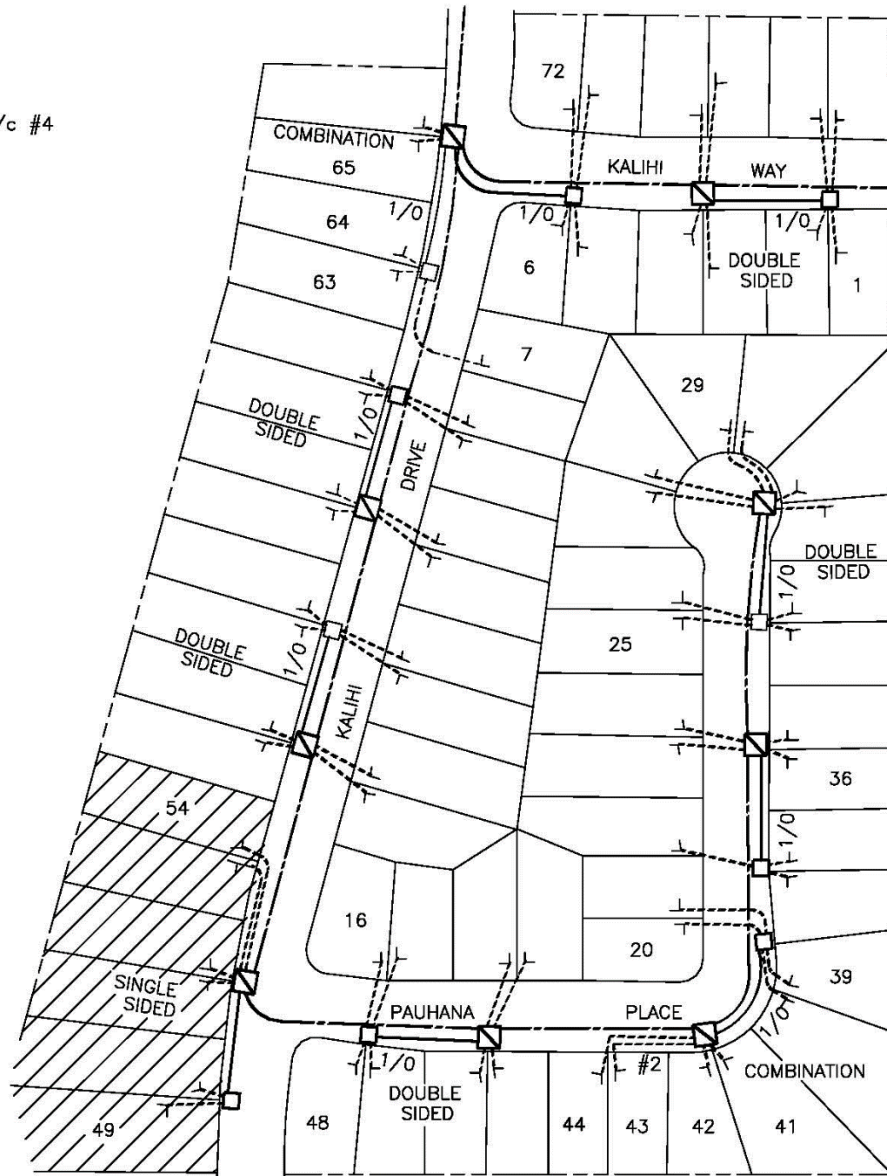 /c #4
72
COMBINATION
KALIHI WAY
65
1/0
1/0
1/0
64
6
DOUBLE
SIDED
1
63
7
29
DOUBLE
SIDED
1/0
DRIVE
DOUBLE
SIDED
1/0
25
DOUBLE
SIDED
1/0
KALIHI
36
54
1/0
16
20
39
SINGLE
SIDED
PAUHANA PLACE
1/0
1/0
#2
COMBINATION
DOUBLE
SIDED
49
48
44
43
42
41